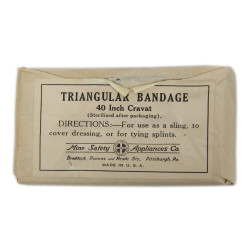 TRIANGULAR BANDAGE
40 Inch Cravat
(Sterilized after packaging).
DIRECTIONS:—For use as a sling, to
cover dressing, or for tying splints.
Mine Safety Appliances Co.
Braddock, Thomas and Meade Sts., Pittsburgh, Pa.
MADE IN U.S.A.